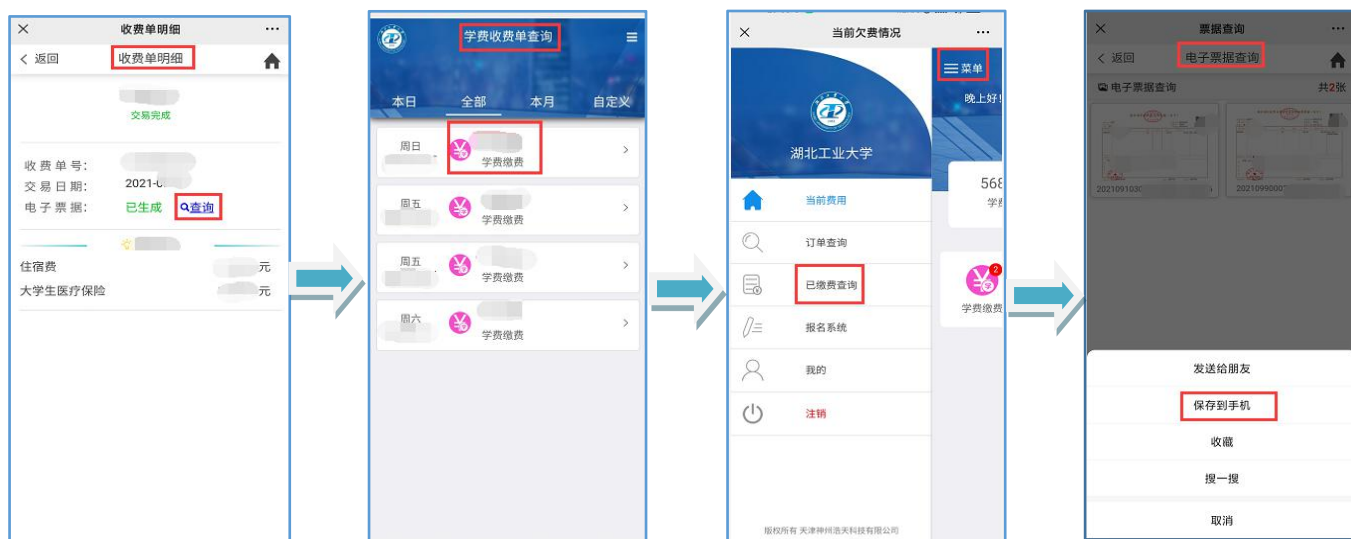 收费单明细
返回
收费单明细
交易完成
收费单号：
交易日期： 2021-0
电子票据： 已生成 查询
住宿费 元
大学生医疗保险 元
学费收费单查询
本日 全部 本月 自定义
周日
学费缴费
周五
学费缴费
周五
学费缴费
周六
学费缴费
当前欠费情况
菜单
晚上好！
湖北工业大学
568
学费
当前费用
订单查询
已缴费查询
2
学费缴费
报名系统
我的
注销
版权所有 天津神州浩天科技有限公司
票据查询
返回
电子票据查询
电子票据查询 共2张
202109103
2021099000
发送给朋友
保存到手机
收藏
搜一搜
取消